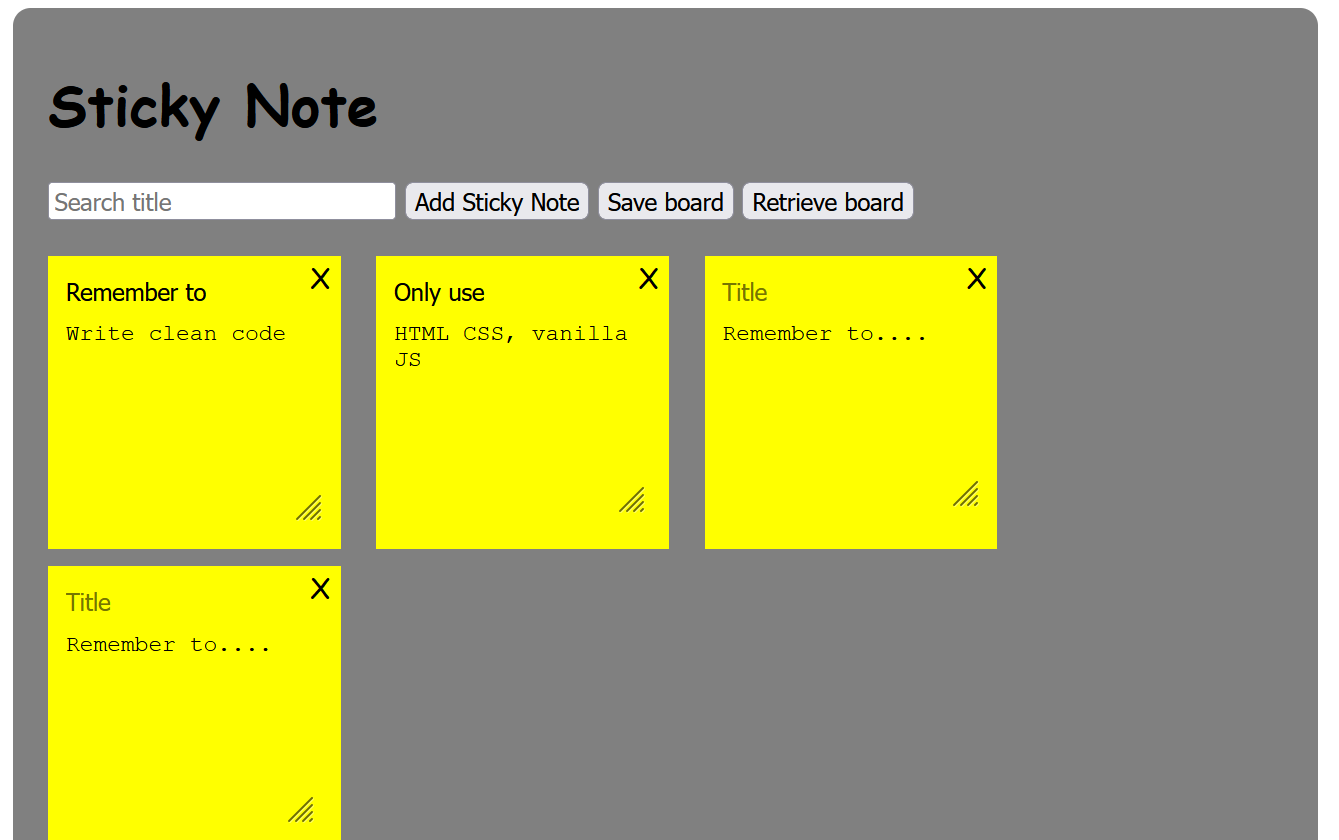 Sticky Note
Search title Add Sticky Note Save board Retrieve board
X
Remember to
Write clean code
X
Only use
HTML CSS, vanilla
JS
X
Title
Remember to....
X
Title
Remember to....